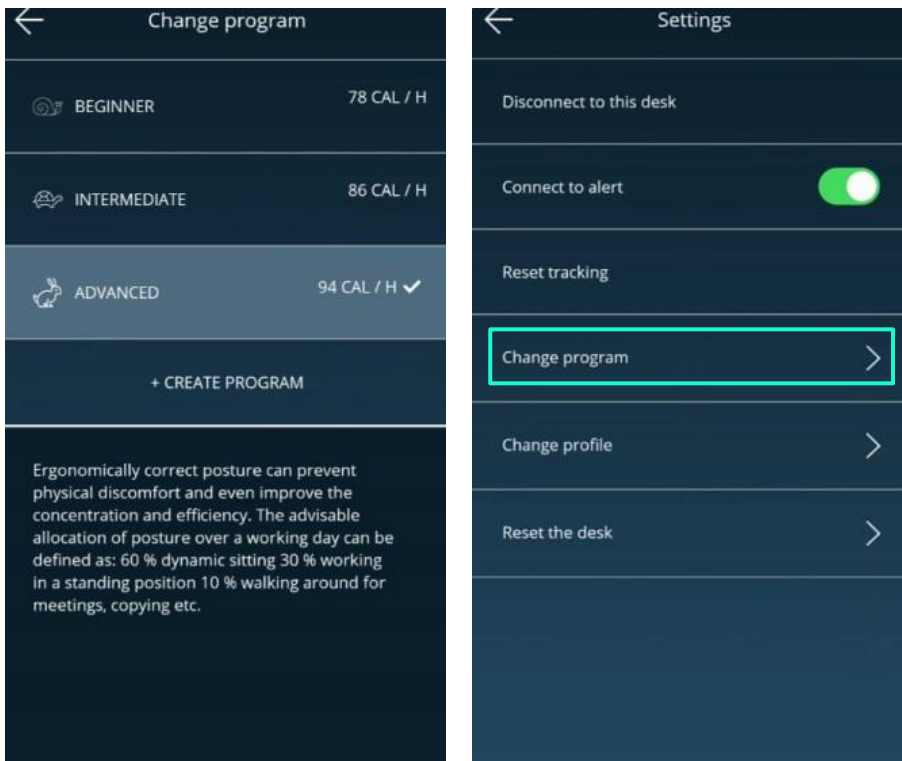 Change program
BEGINNER 78 CAL / H
INTERMEDIATE 86 CAL / H
ADVANCED 94 CAL / H
+ CREATE PROGRAM
Ergonomically correct posture can prevent
physical discomfort and even improve the
concentration and efficiency. The advisable
allocation of posture over a working day can be
defined as: 60 % dynamic sitting 30 % working
in a standing position 10 % walking around for
meetings, copying etc.
Settings
Disconnect to this desk
Connect to alert
Reset tracking
Change program
Change profile
Reset the desk